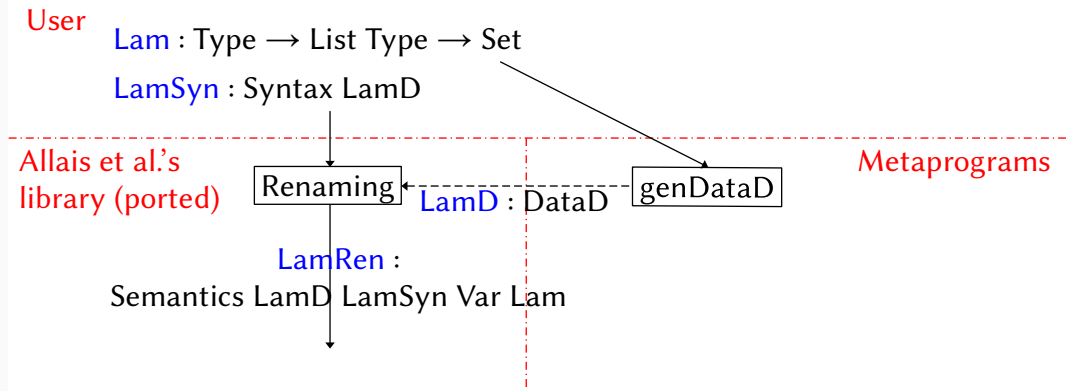 User
Lam : Type → List Type → Set
LamSyn : Syntax LamD
Allais et al.'s
library (ported)
Metaprograms
Renaming
genDataD
LamD : DataD
LamRen :
Semantics LamD LamSyn Var Lam